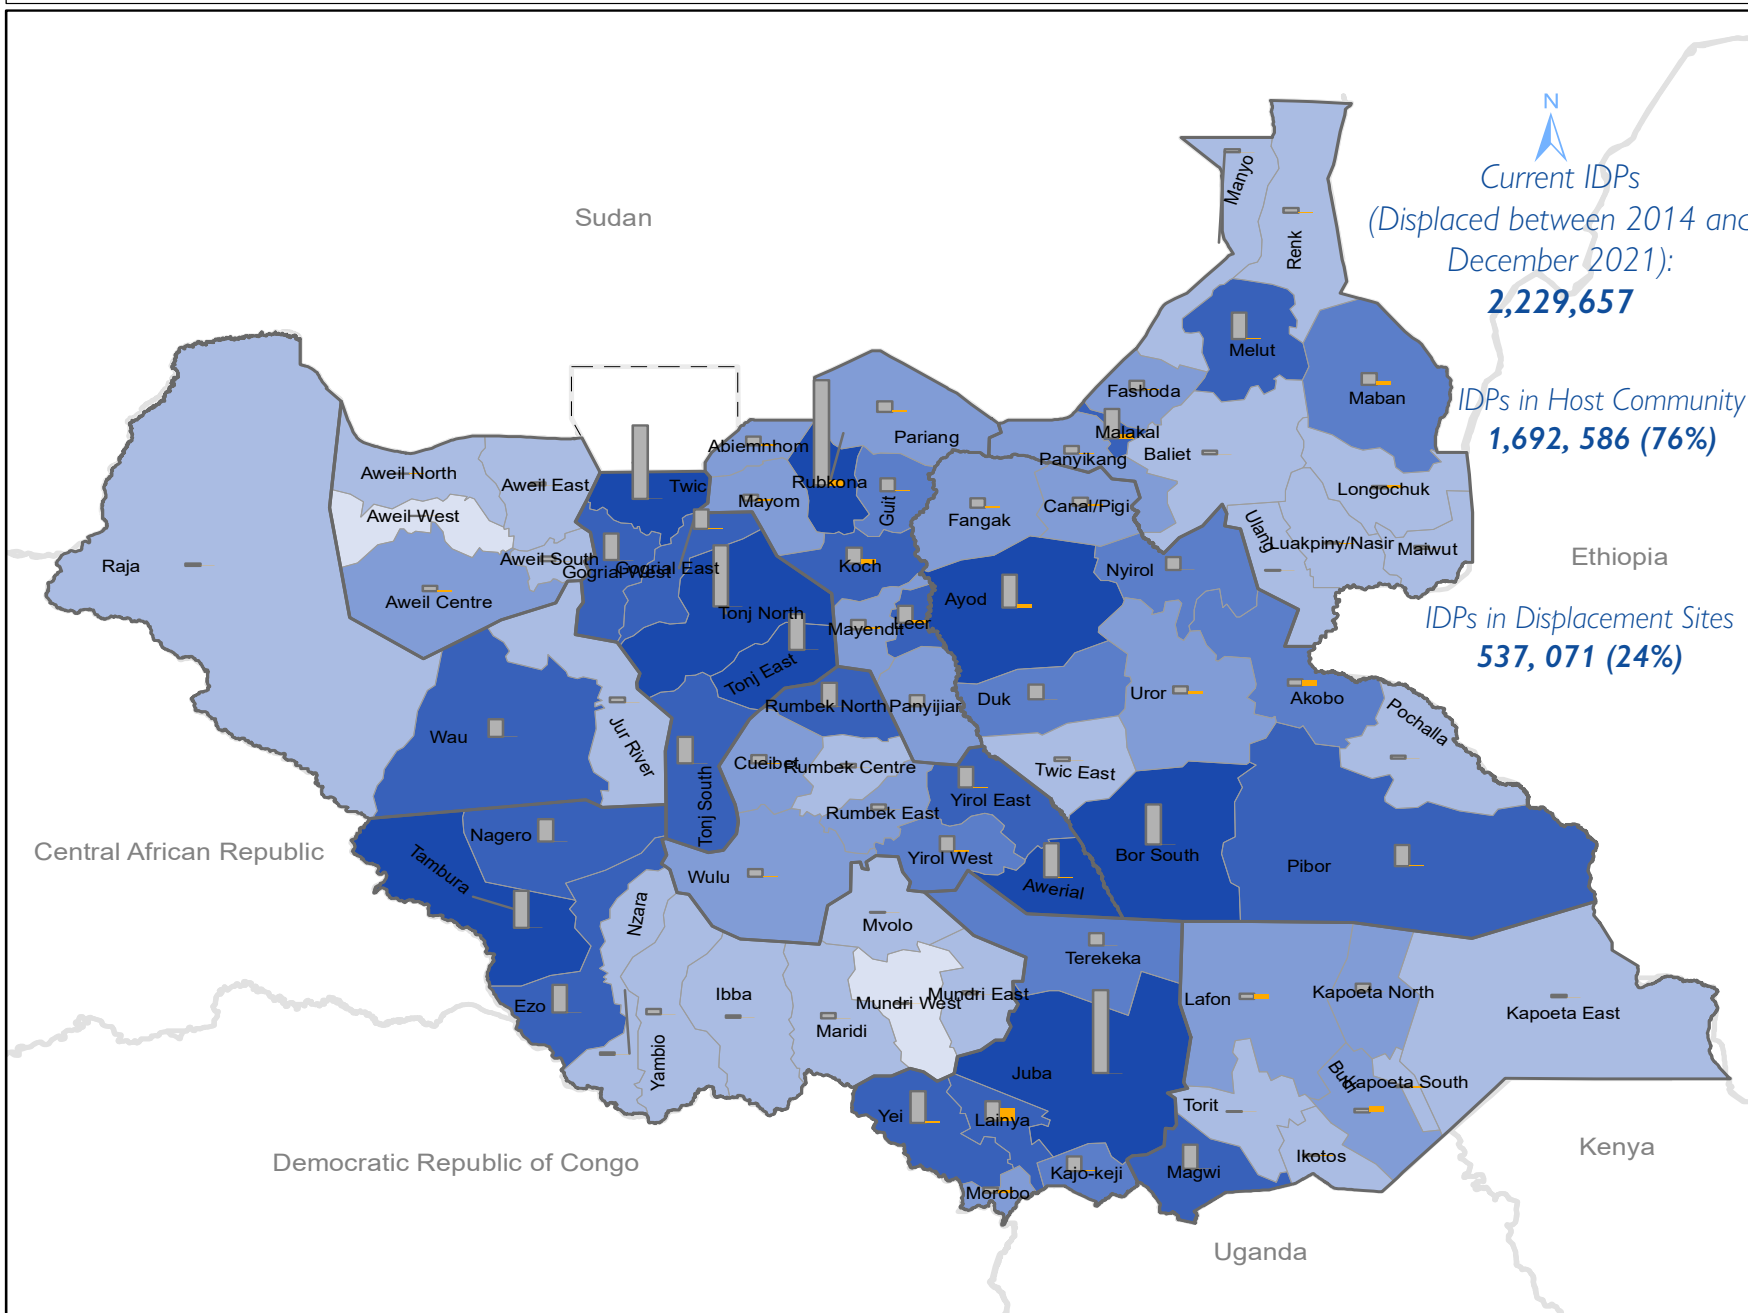 N
Current IDPs
(Displaced between 2014 and
December 2021):
2,229,657
IDPs in Host Community
1,692, 586 (76%)
IDPs in Displacement Sites
537, 071 (24%)
Sudan
Ethiopia
Kenya
Uganda
Democratic Republic of Congo
Central African Republic
Manyo
Renk
Melut
Maban
Fashoda
Malakal
Panyikang
Baliet
Longochuk
Ulang
Luakpiny/Nasir
Maiwut
Pariang
Abiemnhom
Rubkona
Mayom
Guit
Fangak
Canal/Pigi
Twic
Aweil North
Aweil East
Aweil West
Aweil South
Aweil Centre
Raja
Gogrial West
Gogrial East
Koch
Nyirol
Ayod
Tonj North
Mayendit
Leer
Tonj East
Rumbek North
Panyijiar
Duk
Uror
Akobo
Pochalla
Wau
Jur River
Tonj South
Cueibet
Rumbek Centre
Twic East
Yirol East
Rumbek East
Yirol West
Bor South
Pibor
Nagero
Tambura
Wulu
Awerial
Nzara
Mvolo
Terekeka
Ezo
Ibba
Mundri East
Mundri West
Maridi
Yambio
Lafon
Kapoeta North
Kapoeta East
Juba
Budi
Kapoeta South
Torit
Yei
Lainya
Ikotos
Kajo-keji
Magwi
Morobo